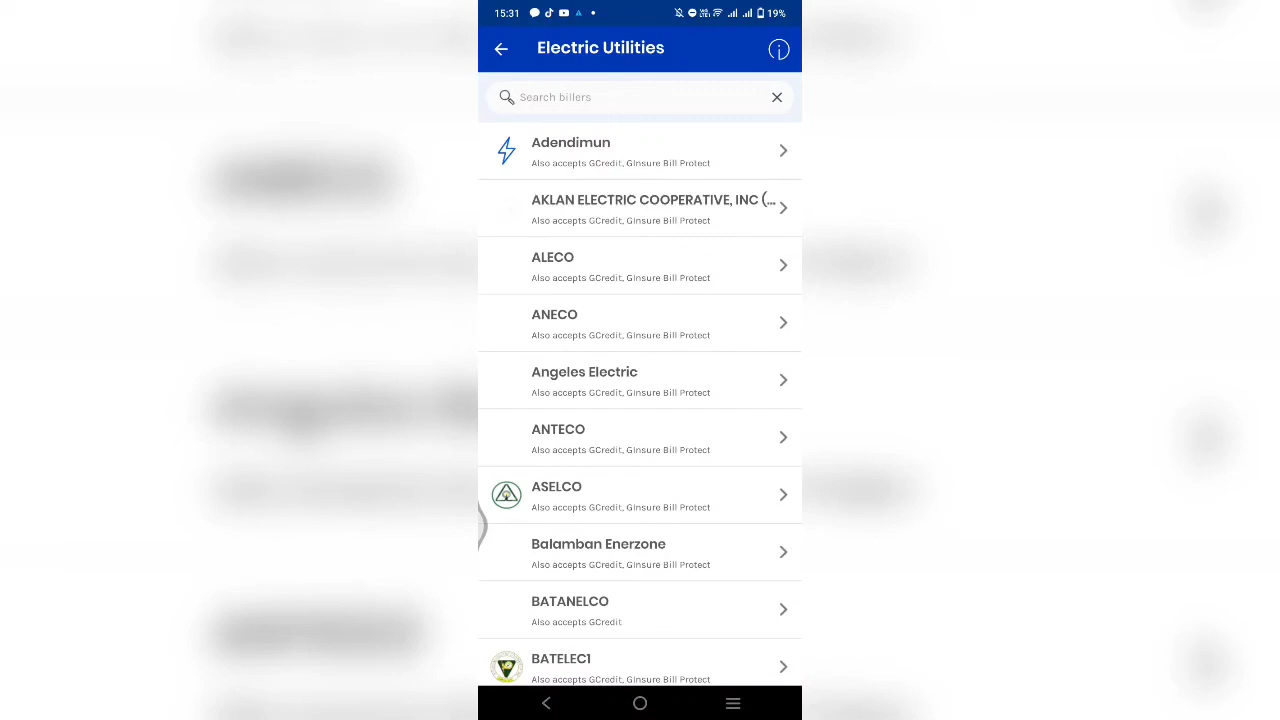 15:31
19%
Electric Utilities
Search billers
Adendimun
Also accepts GCredit, GInsure Bill Protect
AKLAN ELECTRIC COOPERATIVE, INC (...
Also accepts GCredit, GInsure Bill Protect
ALECO
Also accepts GCredit, GInsure Bill Protect
ANECO
Also accepts GCredit, GInsure Bill Protect
Angeles Electric
Also accepts GCredit, GInsure Bill Protect
ANTECO
Also accepts GCredit, GInsure Bill Protect
ASELCO
Also accepts GCredit, GInsure Bill Protect
Balamban Enerzone
Also accepts GCredit, GInsure Bill Protect
BATANELCO
Also accepts GCredit
BATELEC1
Also accepts GCredit, GInsure Bill Protect